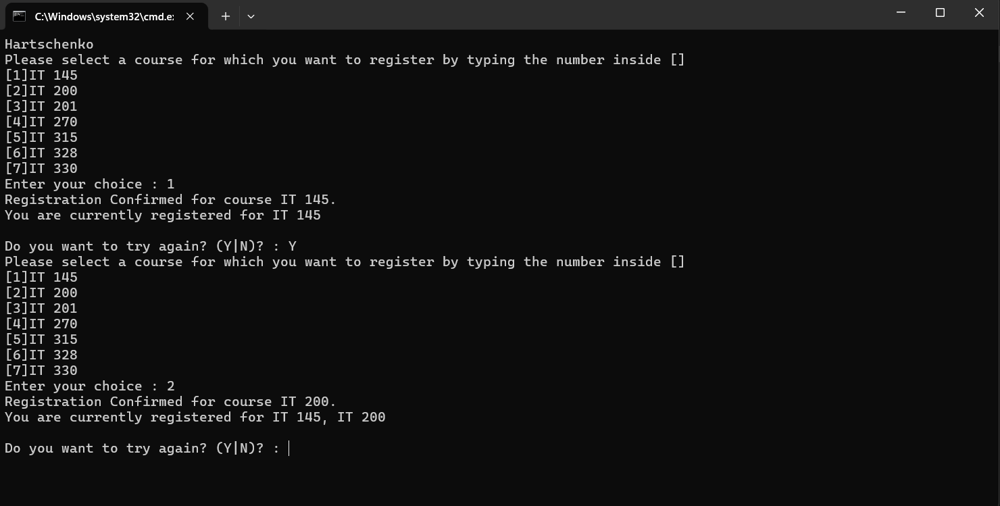 C:\Windows\system32\cmd.e
Hartschenko
Please select a course for which you want to register by typing the number inside []
[1]IT 145
[2]IT 200
[3]IT 201
[4]IT 270
[5]IT 315
[6]IT 328
[7]IT 330
Enter your choice : 1
Registration Confirmed for course IT 145.
You are currently registered for IT 145
Do you want to try again? (Y|N)? : Y
Please select a course for which you want to register by typing the number inside []
[1]IT 145
[2]IT 200
[3]IT 201
[4]IT 270
[5]IT 315
[6]IT 328
[7]IT 330
Enter your choice : 2
Registration Confirmed for course IT 200.
You are currently registered for IT 145, IT 200
Do you want to try again? (Y|N)? :